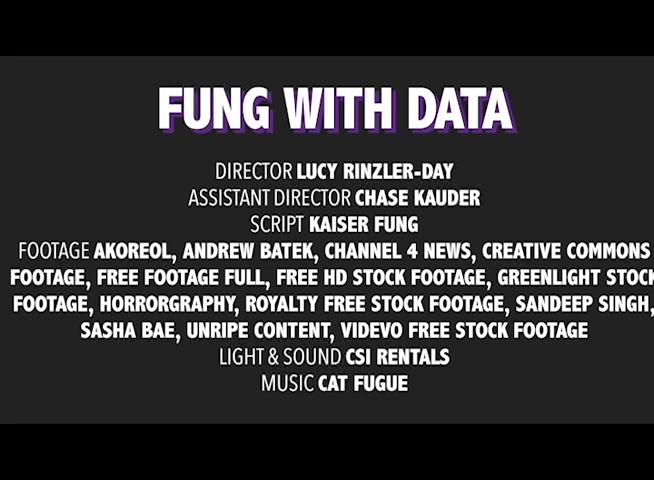 FUNG WITH DATA
DIRECTOR LUCY RINZLER-DAY
ASSISTANT DIRECTOR CHASE KAUDER
SCRIPT KAISER FUNG
FOOTAGE AKOREOL, ANDREW BATEK, CHANNEL 4 NEWS, CREATIVE COMMONS
FOOTAGE, FREE FOOTAGE FULL, FREE HD STOCK FOOTAGE, GREENLIGHT STOCK
FOOTAGE, HORRORGRAPHY, ROYALTY FREE STOCK FOOTAGE, SANDEEP SINGH,
SASHA BAE, UNRIPE CONTENT, VIDEVO FREE STOCK FOOTAGE
LIGHT & SOUND CSI RENTALS
MUSIC CAT FUGUE